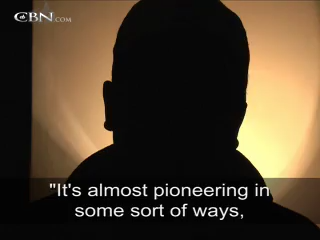 CBN.COM
"It's almost pioneering in
some sort of ways,